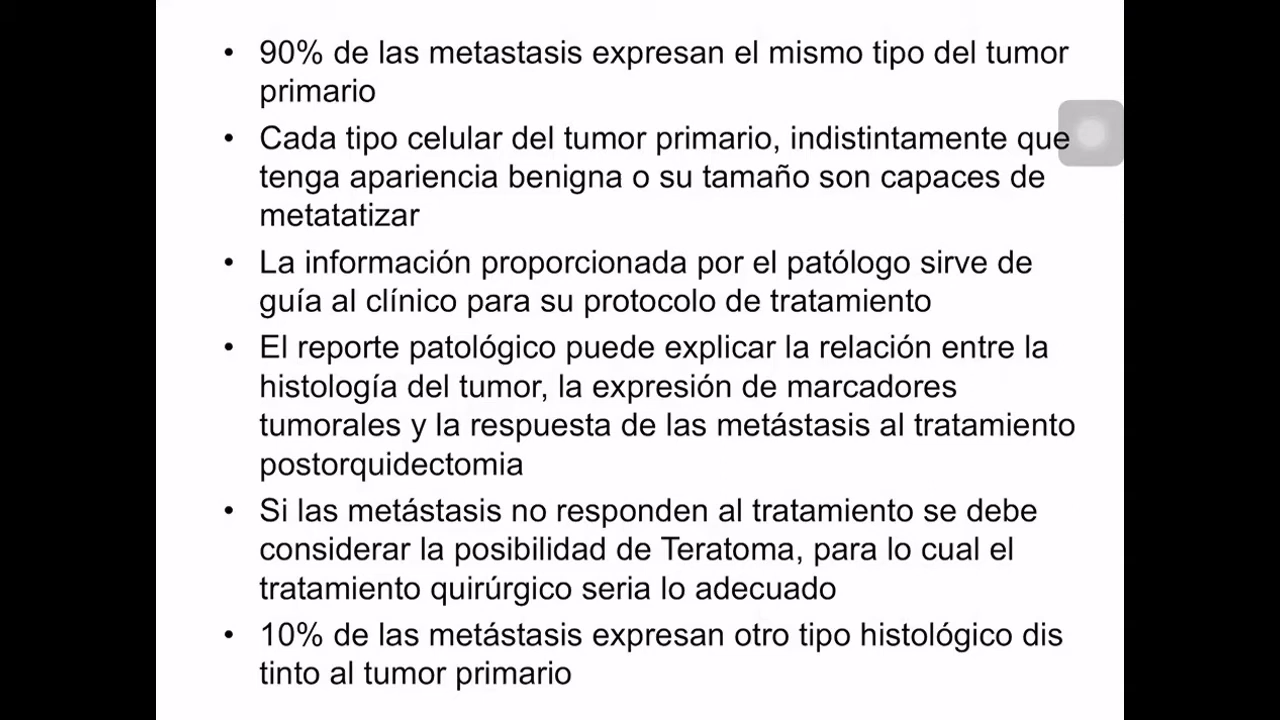 • 90% de las metastasis expresan el mismo tipo del tumor
primario
• Cada tipo celular del tumor primario, indistintamente que
tenga apariencia benigna o su tamaño son capaces de
metatatizar
• La información proporcionada por el patólogo sirve de
guía al clínico para su protocolo de tratamiento
• El reporte patológico puede explicar la relación entre la
histología del tumor, la expresión de marcadores
tumorales y la respuesta de las metástasis al tratamiento
postorquidectomia
• Si las metástasis no responden al tratamiento se debe
considerar la posibilidad de Teratoma, para lo cual el
tratamiento quirúrgico seria lo adecuado
• 10% de las metástasis expresan otro tipo histológico dis
tinto al tumor primario